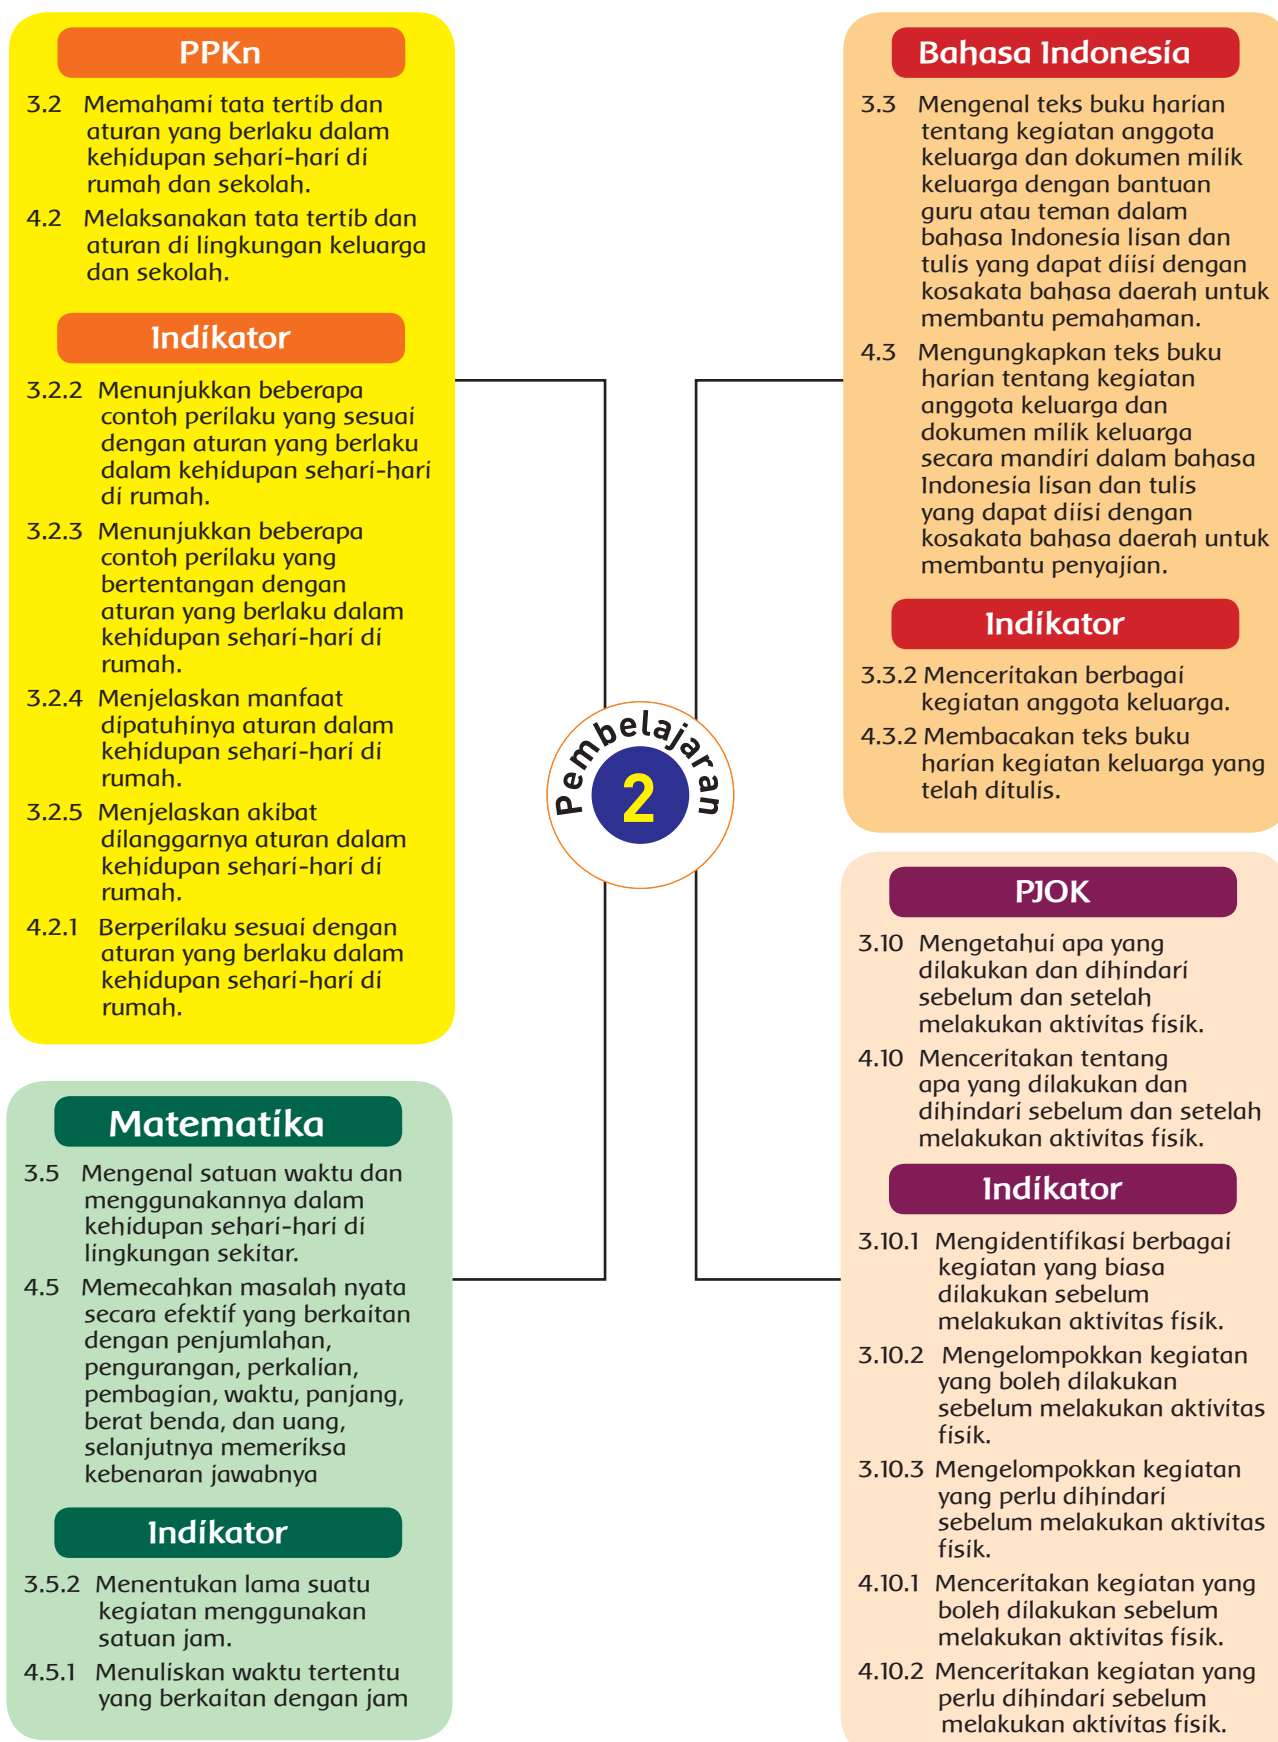 PPKn
3.2 Memahami tata tertib dan
aturan yang berlaku dalam
kehidupan sehari-hari di
rumah dan sekolah.
4.2 Melaksanakan tata tertib dan
aturan di lingkungan keluarga
dan sekolah.
Indikator
3.2.2 Menunjukkan beberapa
contoh perilaku yang sesuai
dengan aturan yang berlaku
dalam kehidupan sehari-hari
di rumah.
3.2.3 Menunjukkan beberapa
contoh perilaku yang
bertentangan dengan
aturan yang berlaku dalam
kehidupan sehari-hari di
rumah.
3.2.4 Menjelaskan manfaat
dipatuhinya aturan dalam
kehidupan sehari-hari di
rumah.
3.2.5 Menjelaskan akibat
dilanggarnya aturan dalam
kehidupan sehari-hari di
rumah.
4.2.1 Berperilaku sesuai dengan
aturan yang berlaku dalam
kehidupan sehari-hari di
rumah.
Matematika
3.5 Mengenal satuan waktu dan
menggunakannya dalam
kehidupan sehari-hari di
lingkungan sekitar.
4.5 Memecahkan masalah nyata
secara efektif yang berkaitan
dengan penjumlahan,
pengurangan, perkalian,
pembagian, waktu, panjang,
berat benda, dan uang,
selanjutnya memeriksa
kebenaran jawabnya
Indikator
3.5.2 Menentukan lama suatu
kegiatan menggunakan
satuan jam.
4.5.1 Menuliskan waktu tertentu
yang berkaitan dengan jam
Pembelajaran
2
Bahasa Indonesia
3.3 Mengenal teks buku harian
tentang kegiatan anggota
keluarga dan dokumen milik
keluarga dengan bantuan
guru atau teman dalam
bahasa Indonesia lisan dan
tulis yang dapat diisi dengan
kosakata bahasa daerah untuk
membantu pemahaman.
4.3 Mengungkapkan teks buku
harian tentang kegiatan
anggota keluarga dan
dokumen milik keluarga
secara mandiri dalam bahasa
Indonesia lisan dan tulis
yang dapat diisi dengan
kosakata bahasa daerah untuk
membantu penyajian.
Indikator
3.3.2 Menceritakan berbagai
kegiatan anggota keluarga.
4.3.2 Membacakan teks buku
harian kegiatan keluarga yang
telah ditulis.
PJOK
3.10 Mengetahui apa yang
dilakukan dan dihindari
sebelum dan setelah
melakukan aktivitas fisik.
4.10 Menceritakan tentang
apa yang dilakukan dan
dihindari sebelum dan setelah
melakukan aktivitas fisik.
Indikator
3.10.1 Mengidentifikasi berbagai
kegiatan yang biasa
dilakukan sebelum
melakukan aktivitas fisik.
3.10.2 Mengelompokkan kegiatan
yang boleh dilakukan
sebelum melakukan aktivitas
fisik.
3.10.3 Mengelompokkan kegiatan
yang perlu dihindari
sebelum melakukan aktivitas
fisik.
4.10.1 Menceritakan kegiatan yang
boleh dilakukan sebelum
melakukan aktivitas fisik.
4.10.2 Menceritakan kegiatan yang
perlu dihindari sebelum
melakukan aktivitas fisik.